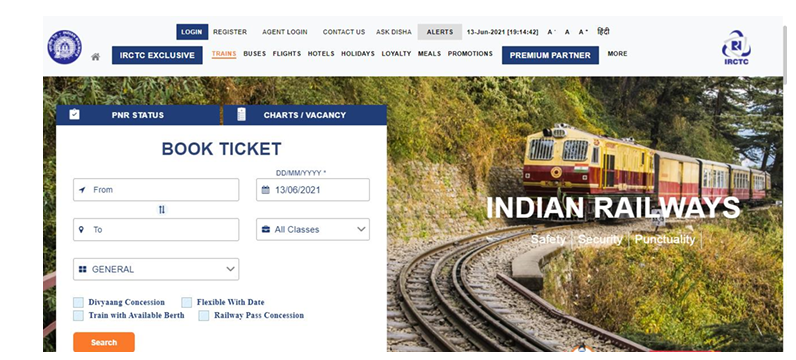 LOGIN REGISTER AGENT LOGIN CONTACT US ASK DISHA ALERTS 13-Jun-2021 [19:14:42] A- A A+ हिंदी
IRCTC EXCLUSIVE TRAINS BUSES FLIGHTS HOTELS HOLIDAYS LOYALTY MEALS PROMOTIONS PREMIUM PARTNER MORE
IRCTC
PNR STATUS CHARTS / VACANCY
BOOK TICKET
DD/MM/YYYY *
From 13/06/2021
To All Classes
GENERAL
Divyaang Concession Flexible With Date
Train with Available Berth Railway Pass Concession
Search
INDIAN RAILWAYS
Safety | Security | Punctuality |